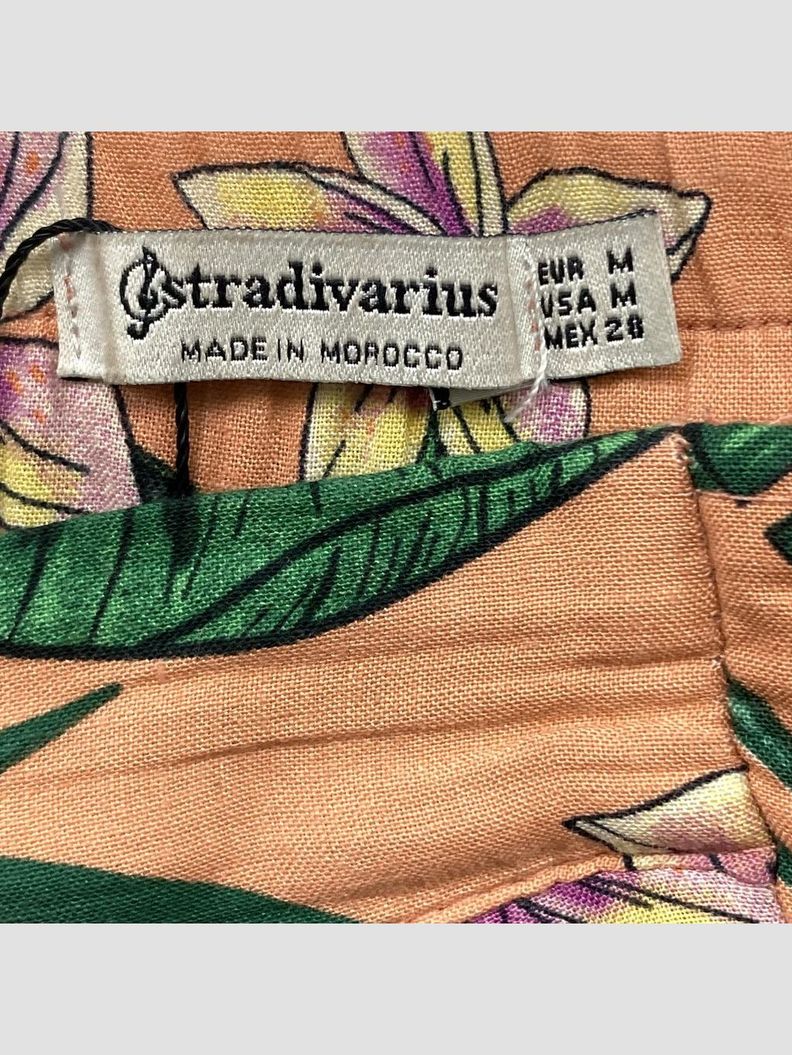 stradivarius
MADE IN MOROCCO
EUR M
USA M
MEX 28